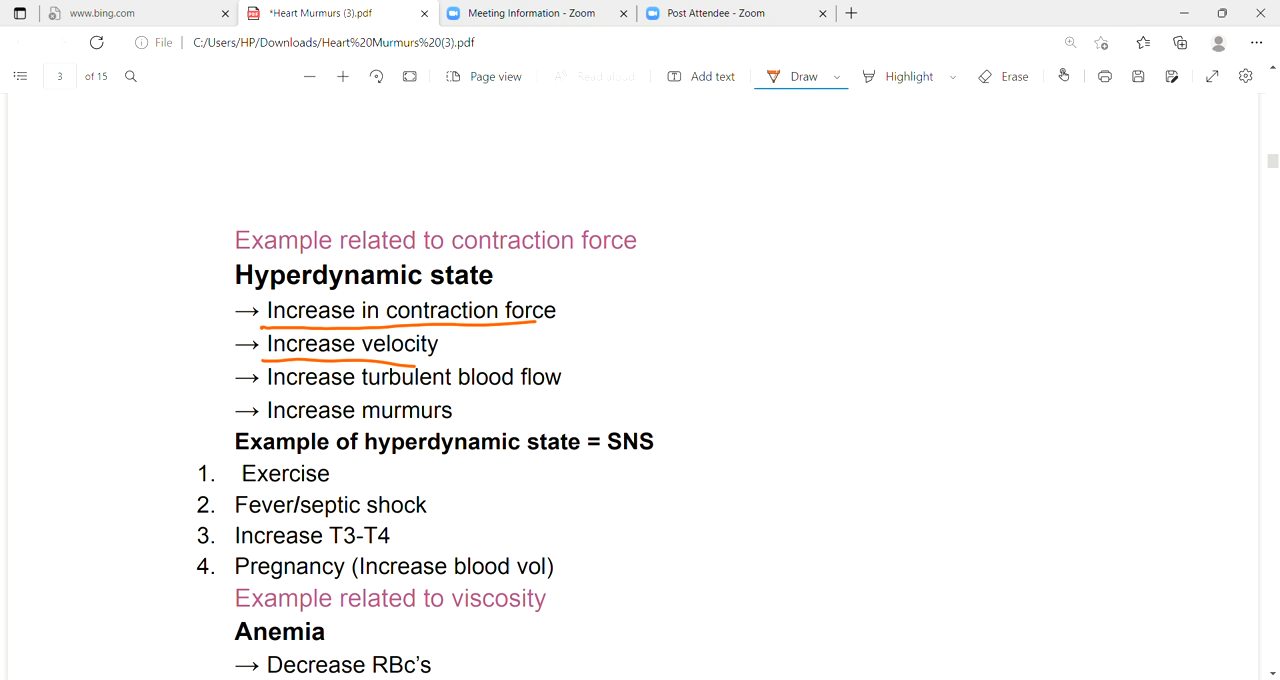 www.bing.com
*Heart Murmurs (3).pdf
Meeting Information - Zoom
Post Attendee - Zoom
File
C:/Users/HP/Downloads/Heart%20Murmurs%20(3).pdf
3 of 15
Page view
Read aloud
Add text
Draw
Highlight
Erase
Example related to contraction force
Hyperdynamic state
→ Increase in contraction force
→ Increase velocity
→ Increase turbulent blood flow
→ Increase murmurs
Example of hyperdynamic state = SNS
1. Exercise
2. Fever/septic shock
3. Increase T3-T4
4. Pregnancy (Increase blood vol)
Example related to viscosity
Anemia
→ Decrease RBc’s